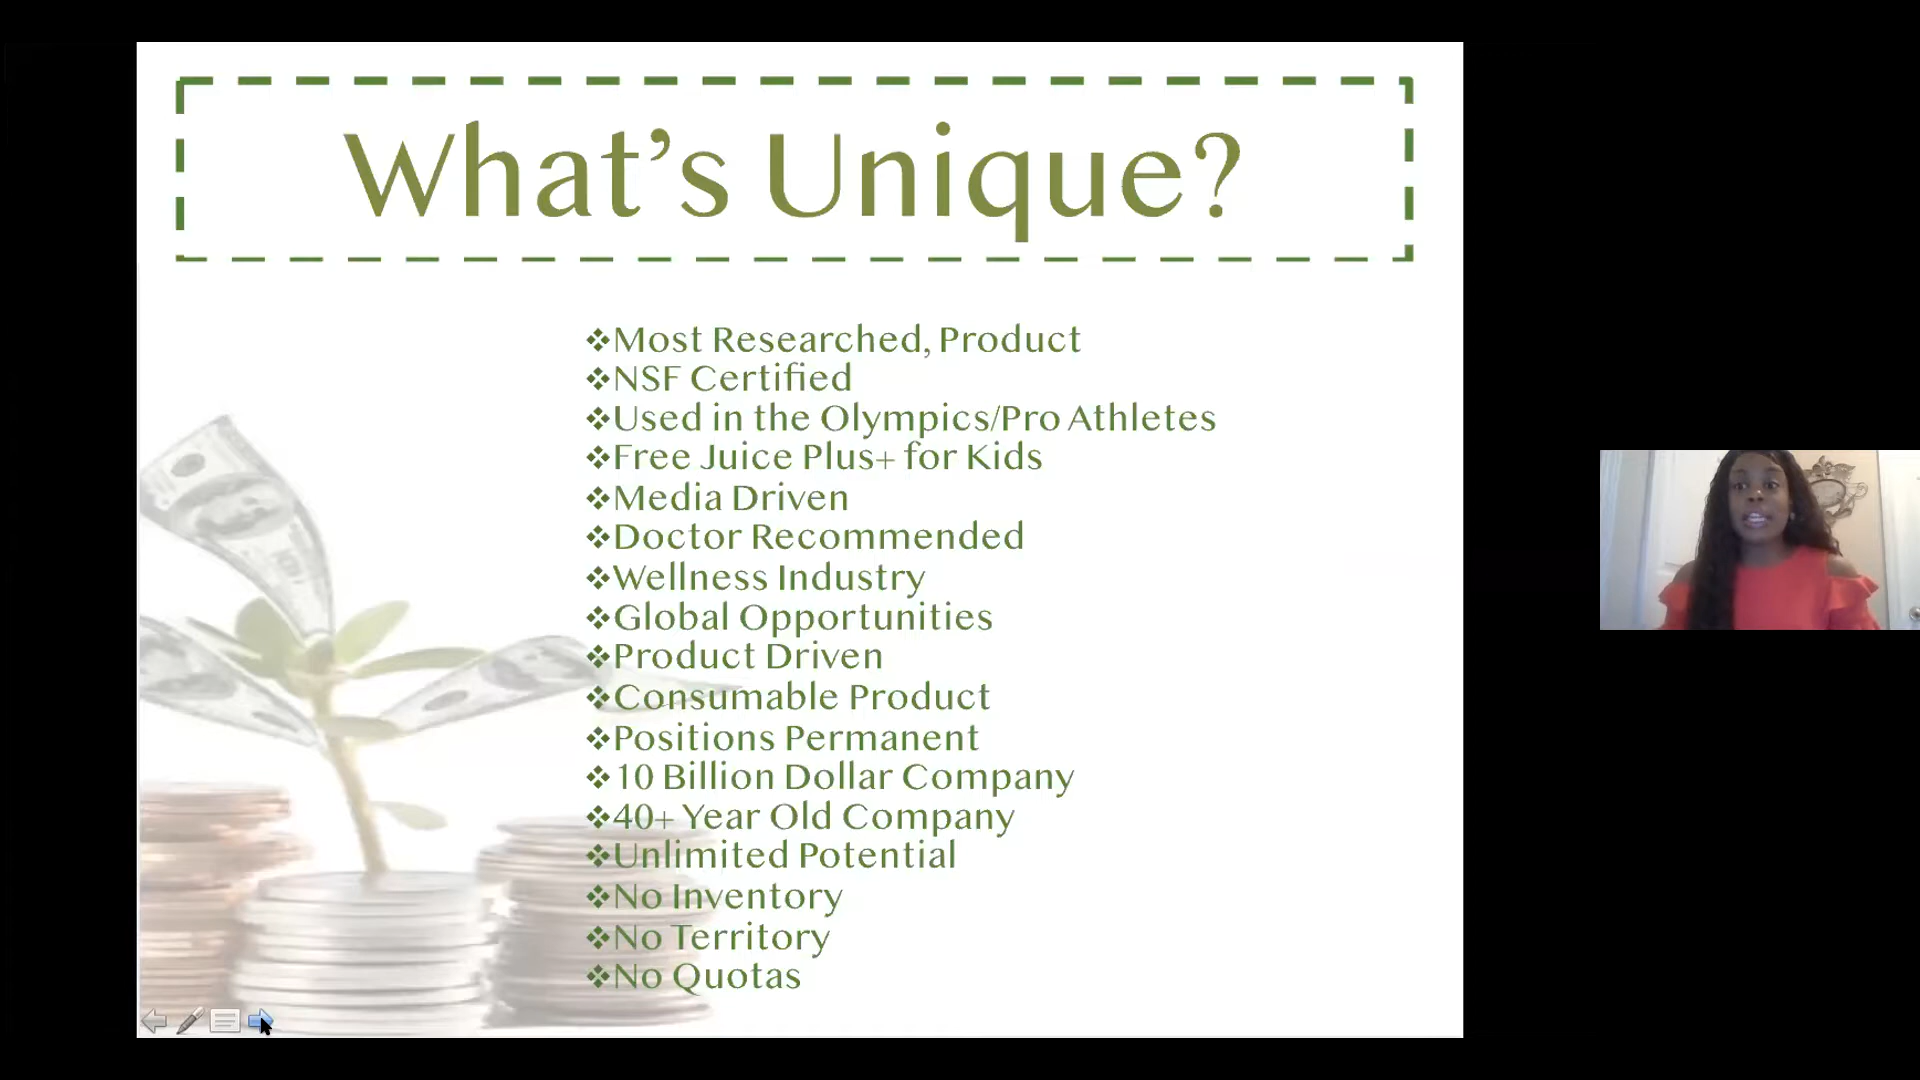 What’s Unique?
❖Most Researched, Product
❖NSF Certified
❖Used in the Olympics/Pro Athletes
❖Free Juice Plus+ for Kids
❖Media Driven
❖Doctor Recommended
❖Wellness Industry
❖Global Opportunities
❖Product Driven
❖Consumable Product
❖Positions Permanent
❖10 Billion Dollar Company
❖40+ Year Old Company
❖Unlimited Potential
❖No Inventory
❖No Territory
❖No Quotas